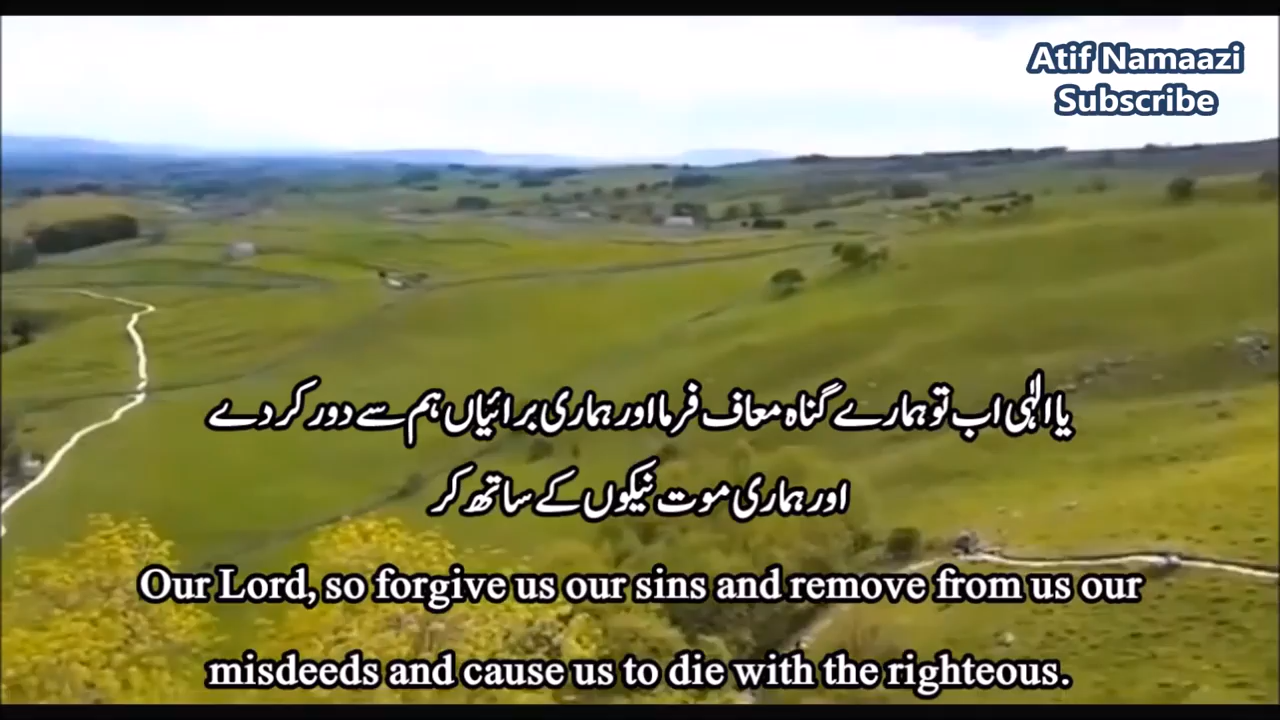 Atif Namaazi
Subscribe
یا الٰہی اب تو ہمارے گناہ معاف فرما اور ہماری برائیاں ہم سے دور کر دے
اور ہماری موت نیکوں کے ساتھ کر
Our Lord, so forgive us our sins and remove from us our
misdeeds and cause us to die with the righteous.